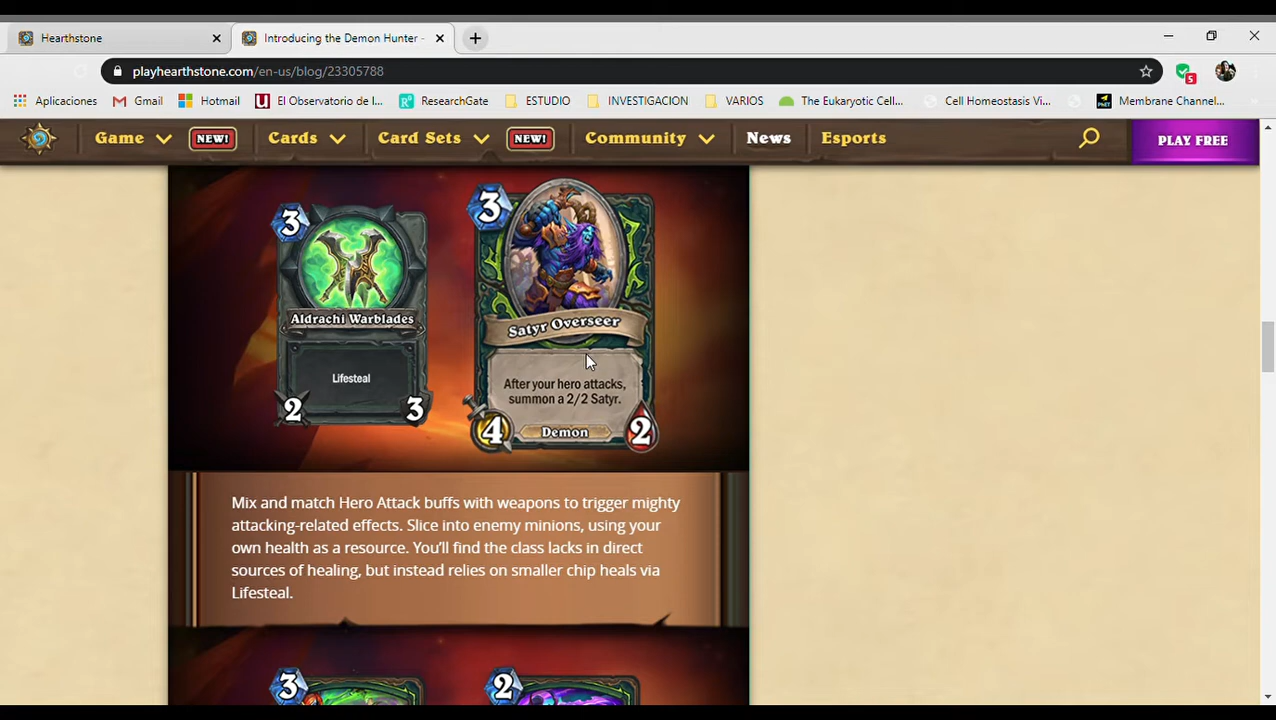 Hearthstone
Introducing the Demon Hunter -
playhearthstone.com/en-us/blog/23305788
5
Aplicaciones
Gmail
Hotmail
El Observatorio de l...
ResearchGate
ESTUDIO
INVESTIGACION
VARIOS
The Eukaryotic Cell...
Cell Homeostasis Vi...
Membrane Channel...
Game
NEW!
Cards
Card Sets
NEW!
Community
News
Esports
PLAY FREE
3
Aldrachi Warblades
Lifesteal
2
3
3
Satyr Overseer
After your hero attacks,
summon a 2/2 Satyr.
Demon
4
2
Mix and match Hero Attack buffs with weapons to trigger mighty
attacking-related effects. Slice into enemy minions, using your
own health as a resource. You'll find the class lacks in direct
sources of healing, but instead relies on smaller chip heals via
Lifesteal.
3
2